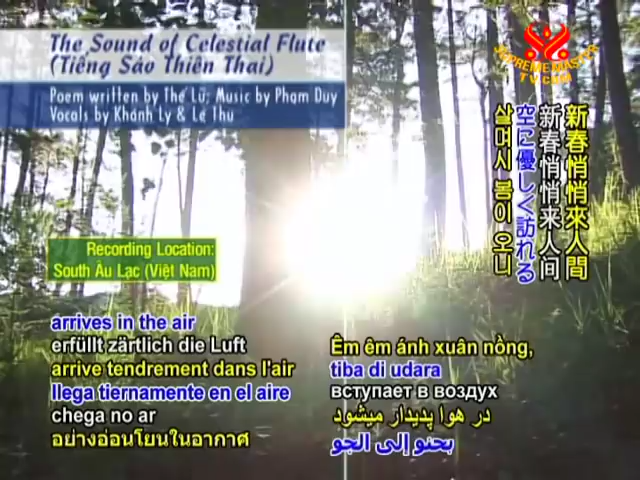 The Sound of Celestial Flute
(Tiếng Sáo Thiên Thai)
Poem written by Thế Lữ; Music by Phạm Duy
Vocals by Khánh Ly & Lệ Thu
SUPREME MASTER
TV.COM
新春悄悄來人間
新春悄悄来人间
空に優しく訪れる
살며시 봄이 오니
Recording Location:
South Âu Lạc (Việt Nam)
arrives in the air
erfüllt zärtlich die Luft
arrive tendrement dans l'air
llega tiernamente en el aire
chega no ar
อย่างอ่อนโยนในอากาศ
Êm êm ánh xuân nồng,
tiba di udara
вступает в воздух
در هوا پدیدار میشود
بحنو إلى الجو